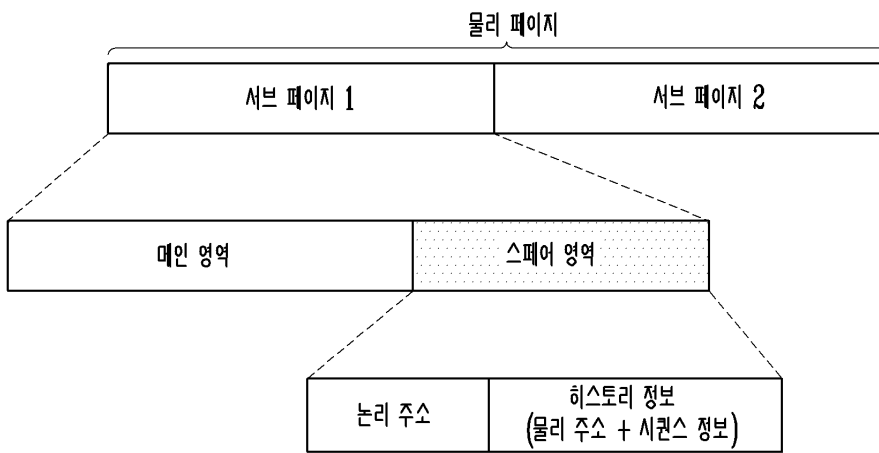 물리 페이지
서브 페이지 1
서브 페이지 2
메인 영역
스페어 영역
논리 주소
히스토리 정보
(물리 주소 + 시퀀스 정보)